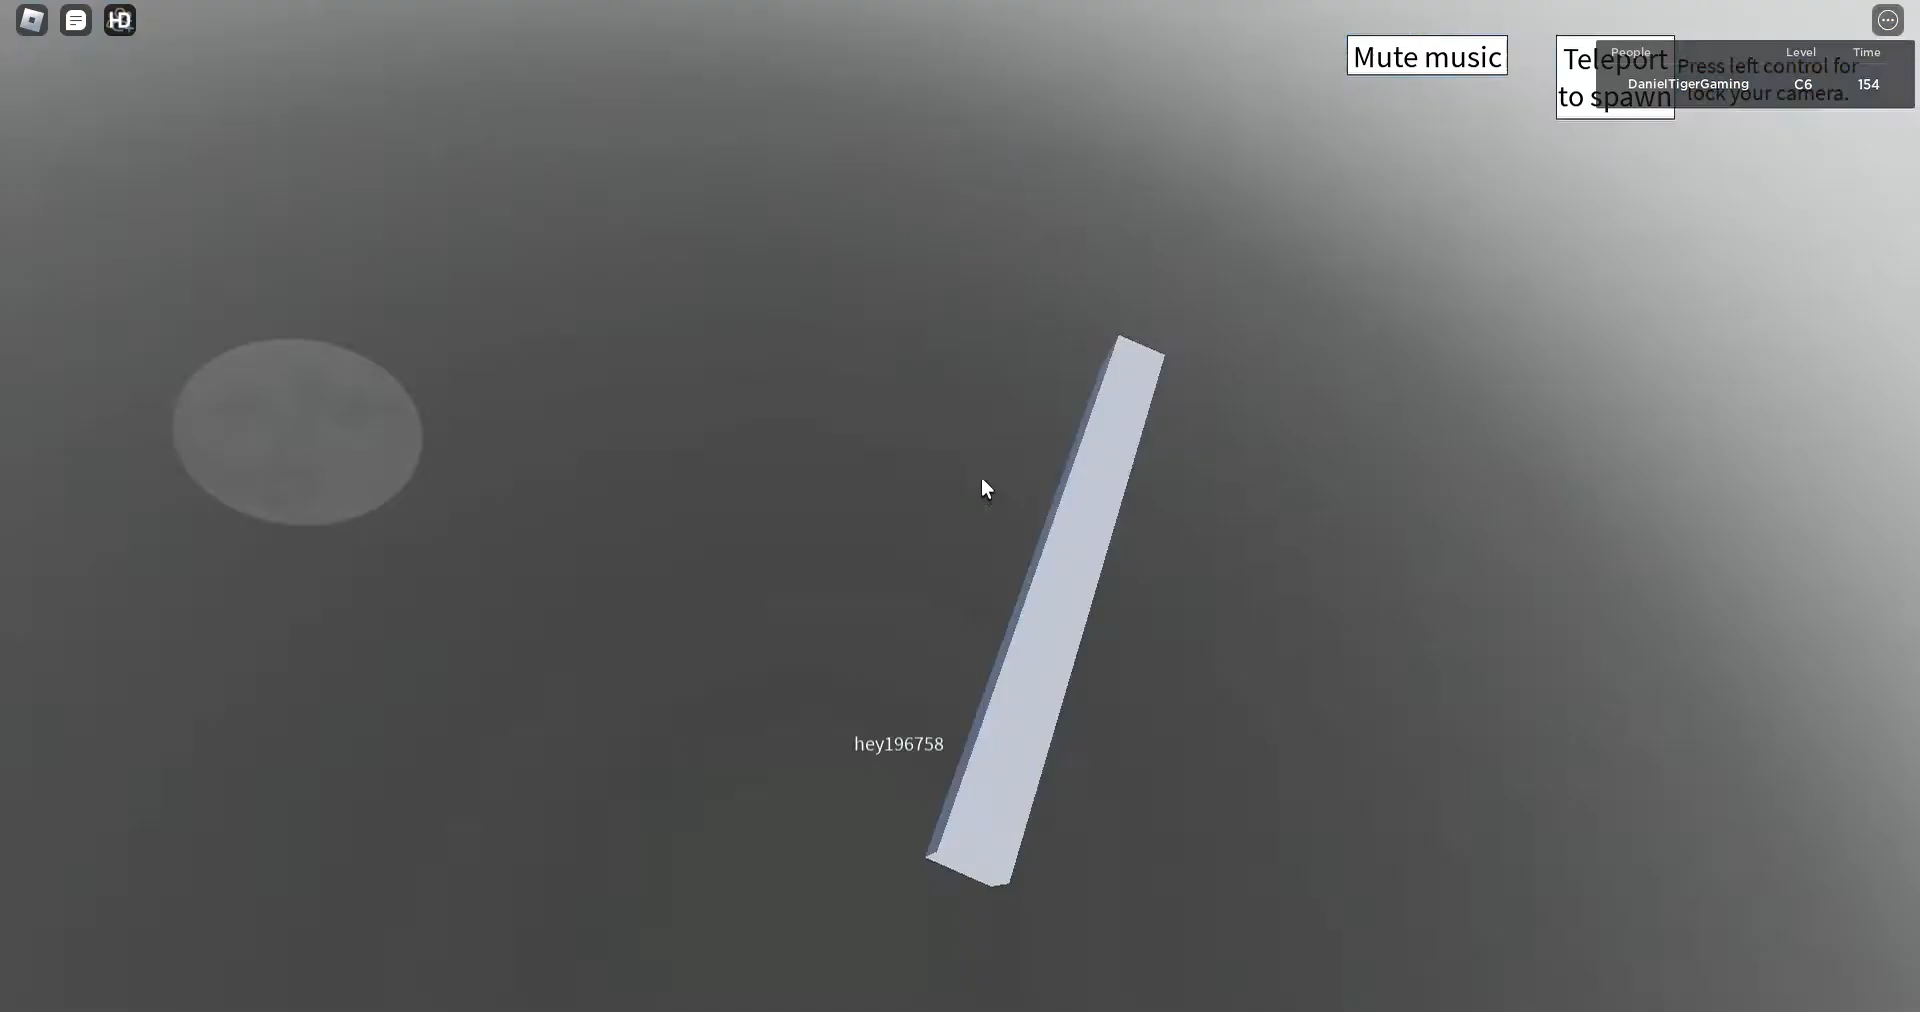 HD
Mute music
Teleport
to spawn
Press left control for
lock your camera.
People Level Time
DanielTigerGaming C6 154
hey196758